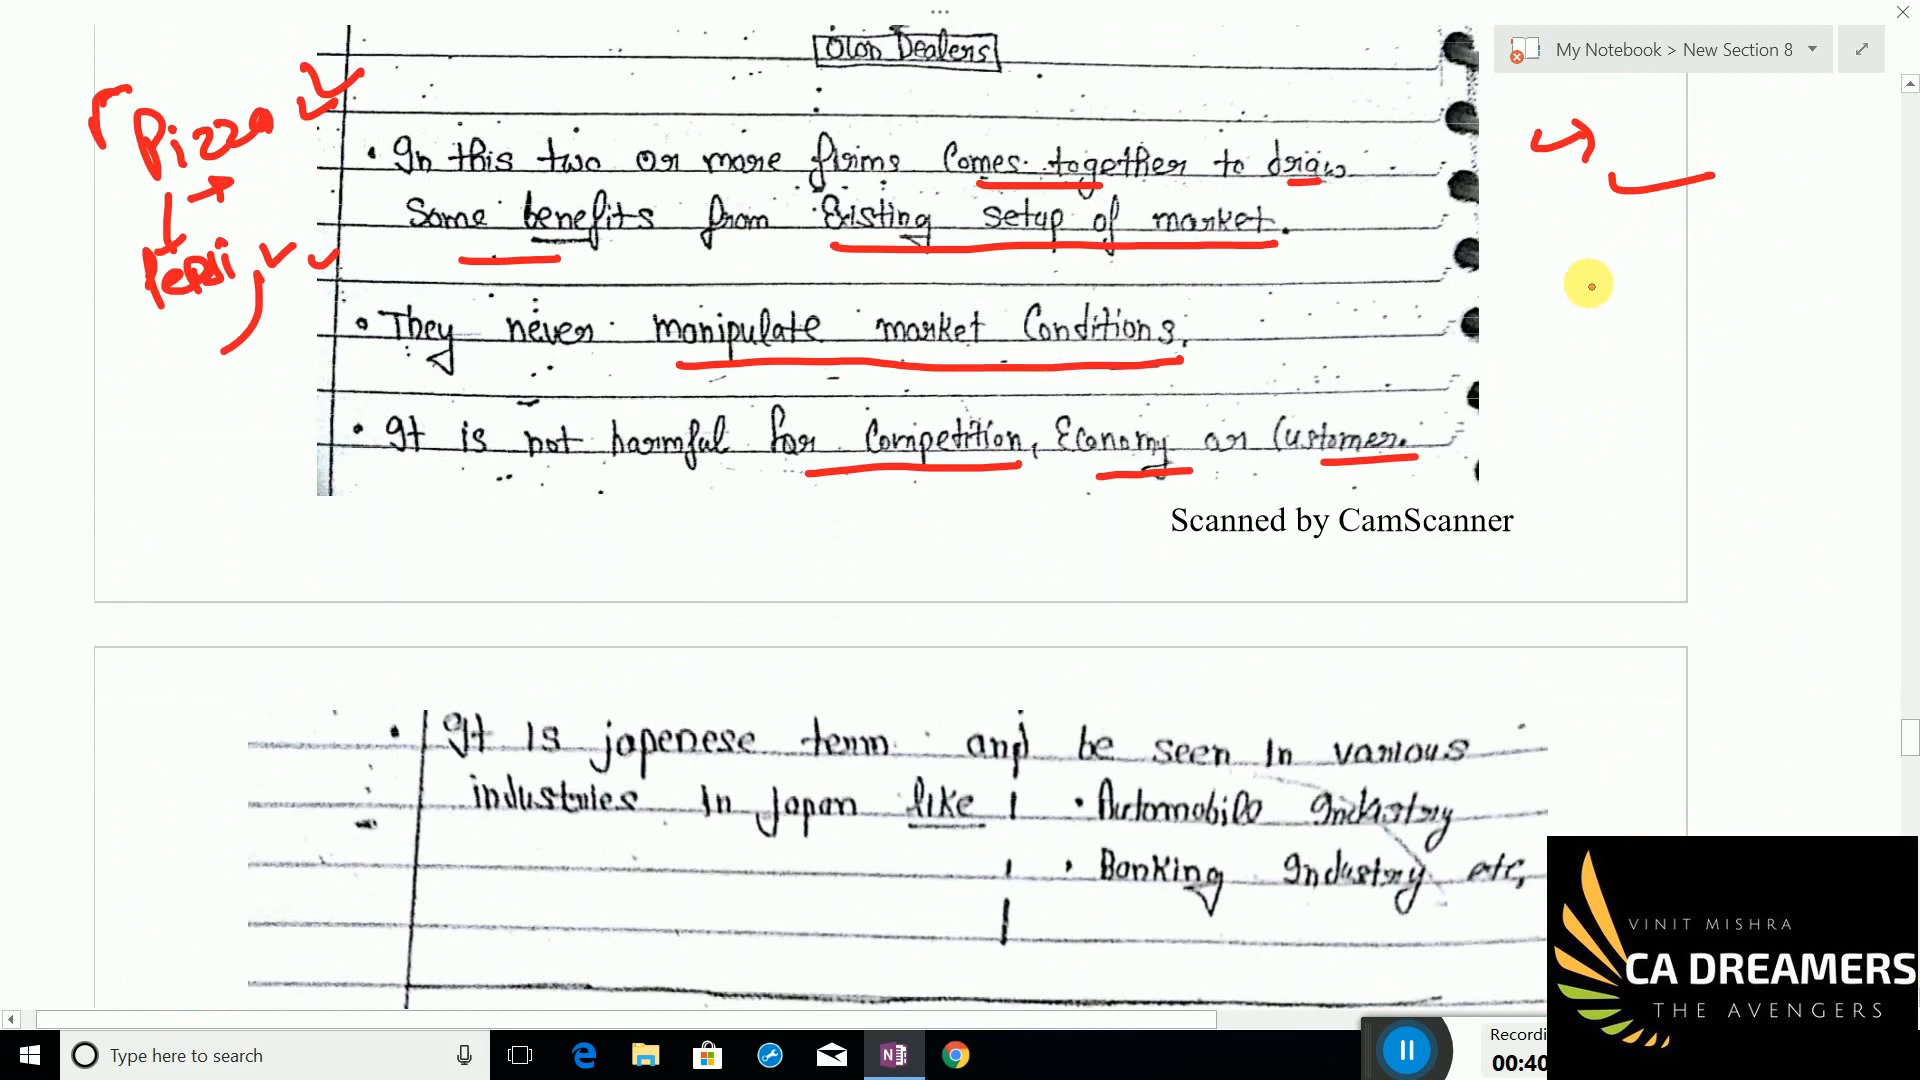 ...
My Notebook > New Section 8
Own Dealers
Pizza
• In this two or more firms Comes together to draw
Some benefits from Existing setup of market.
Pepsi
• They never manipulate market Conditions.
• It is not harmful for Competition, Economy or Customer.
Scanned by CamScanner
• It is japenese term and be seen in various
industries in Japan like • Automobile Industry
• Banking Industry etc,
VINIT MISHRA
CA DREAMERS
THE AVENGERS
Type here to search
Recordi
00:40